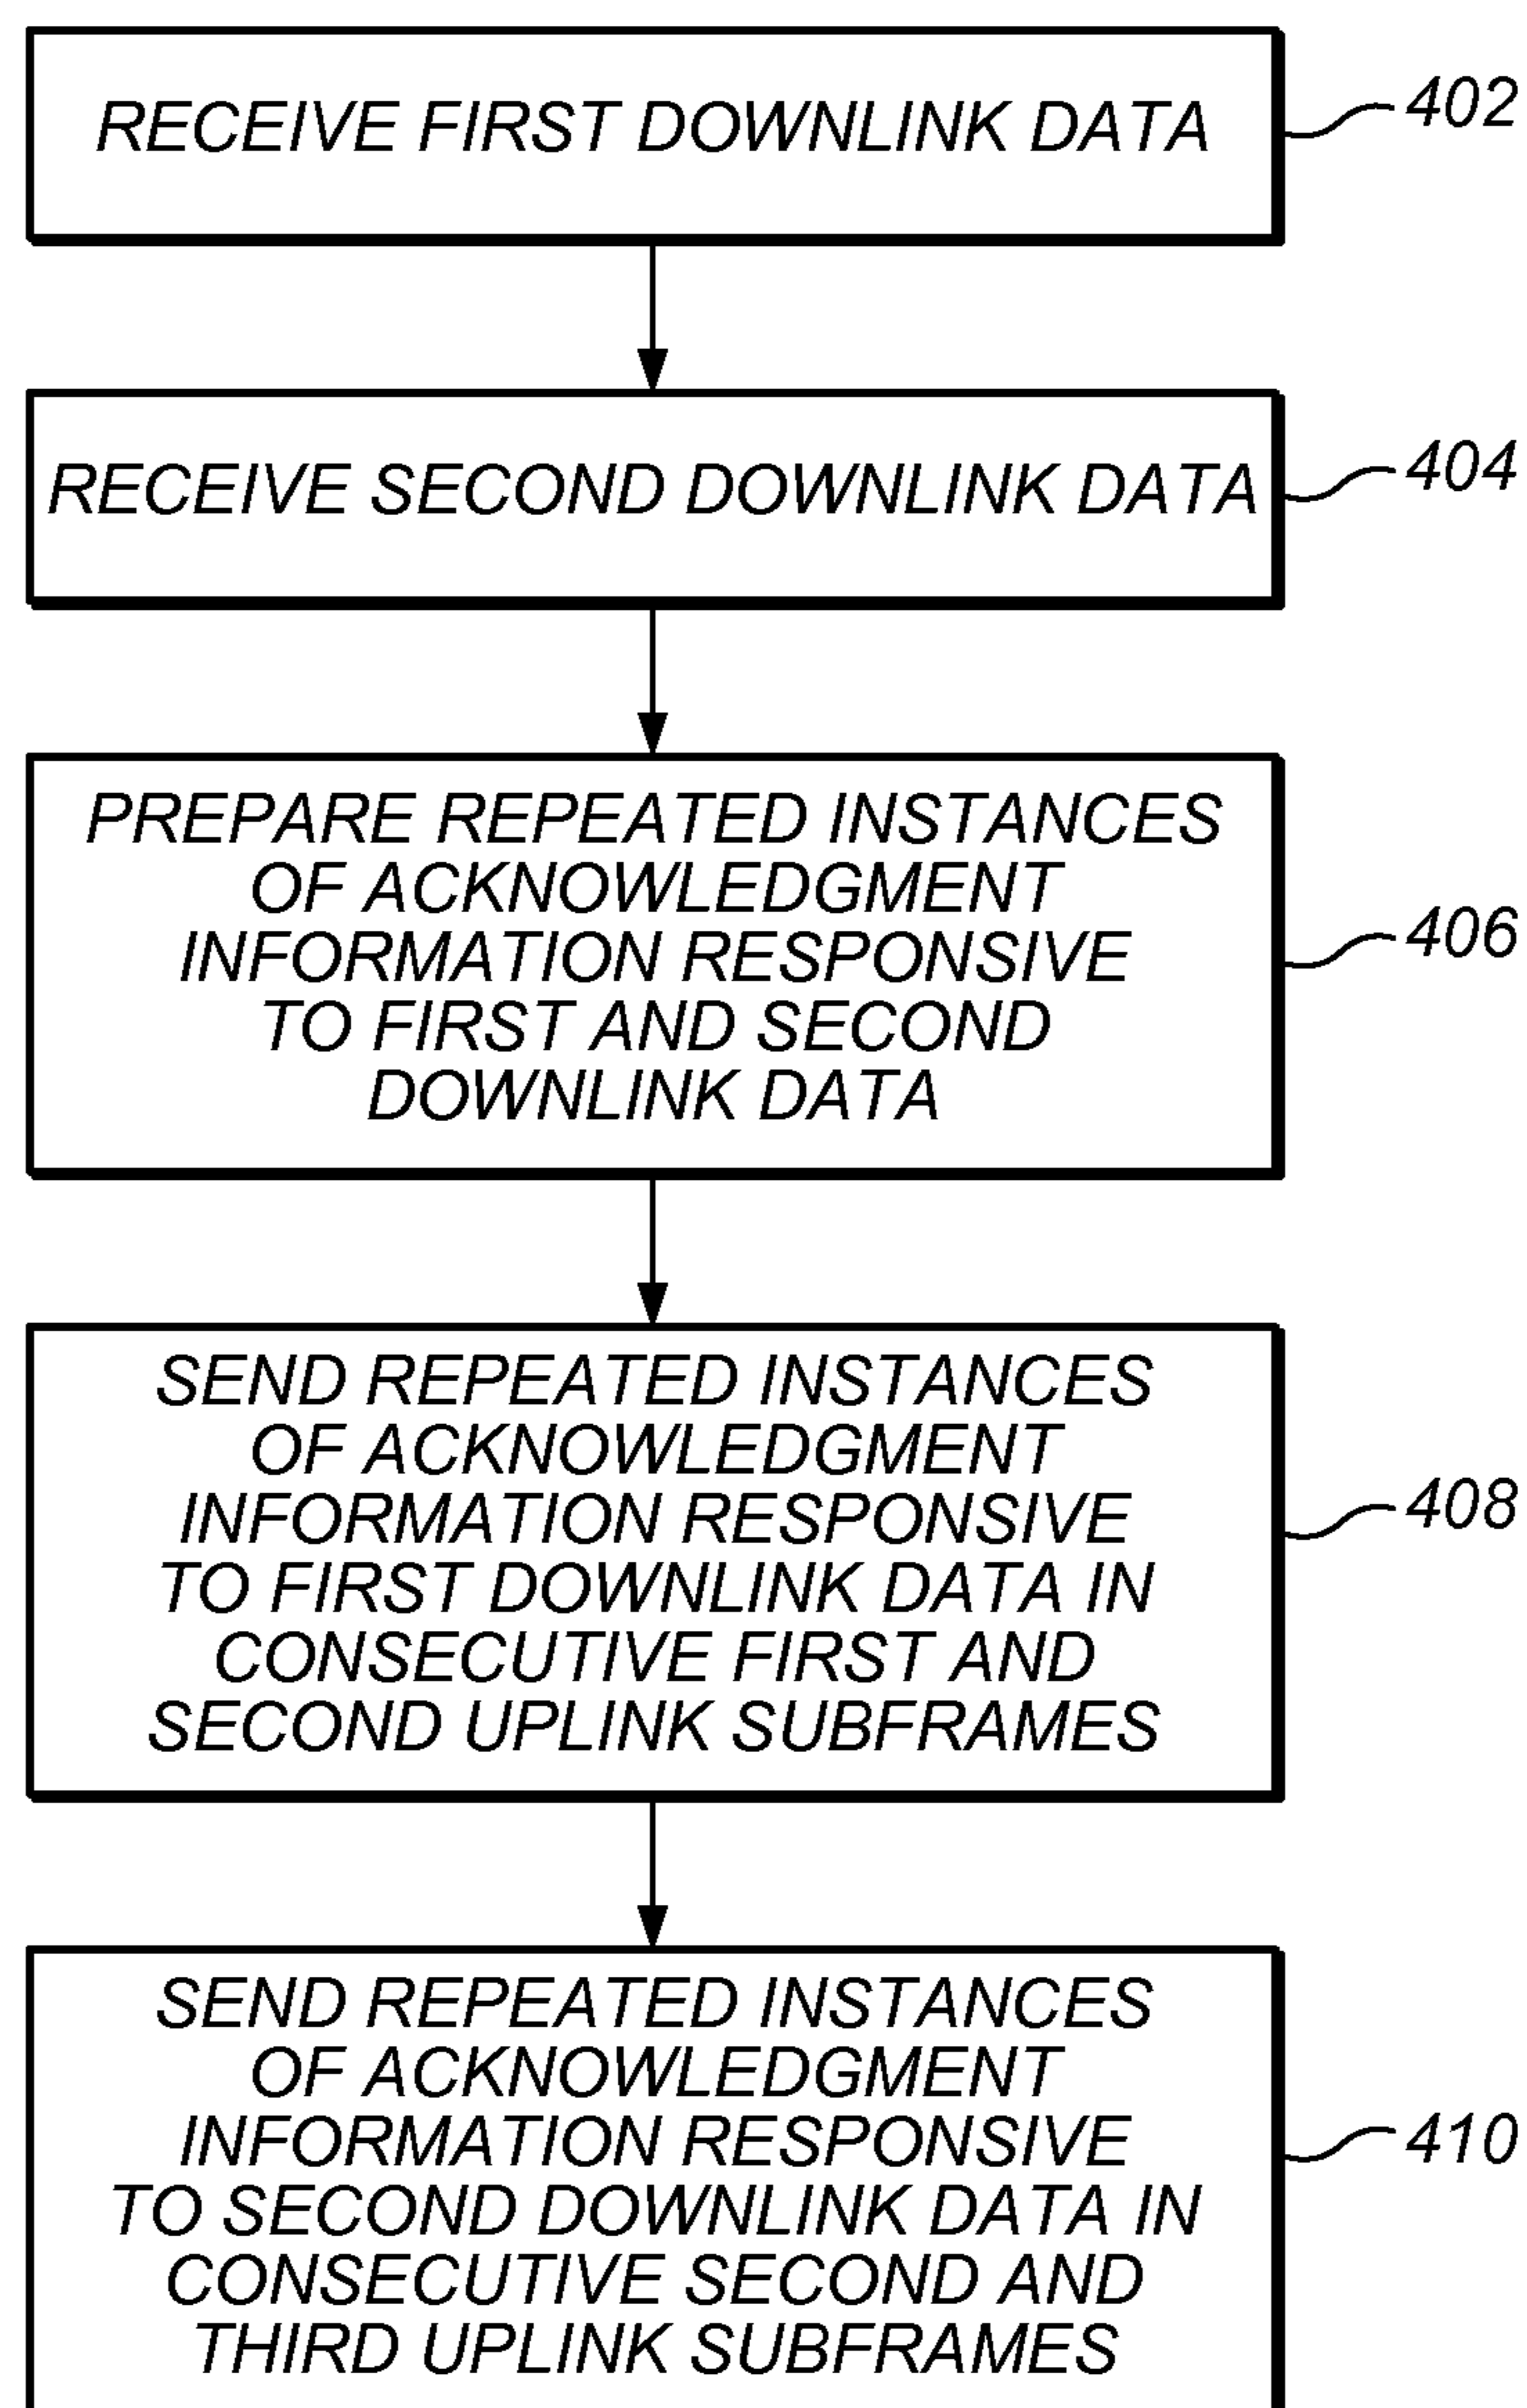 RECEIVE FIRST DOWNLINK DATA
402
RECEIVE SECOND DOWNLINK DATA
404
PREPARE REPEATED INSTANCES
OF ACKNOWLEDGMENT
INFORMATION RESPONSIVE
TO FIRST AND SECOND
DOWNLINK DATA
406
SEND REPEATED INSTANCES
OF ACKNOWLEDGMENT
INFORMATION RESPONSIVE
TO FIRST DOWNLINK DATA IN
CONSECUTIVE FIRST AND
SECOND UPLINK SUBFRAMES
408
SEND REPEATED INSTANCES
OF ACKNOWLEDGMENT
INFORMATION RESPONSIVE
TO SECOND DOWNLINK DATA IN
CONSECUTIVE SECOND AND
THIRD UPLINK SUBFRAMES
410